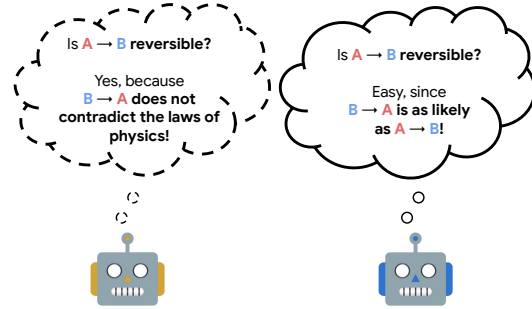 Is A → B reversible?
Yes, because
B → A does not
contradict the laws of
physics!
Is A → B reversible?
Easy, since
B → A is as likely
as A → B!